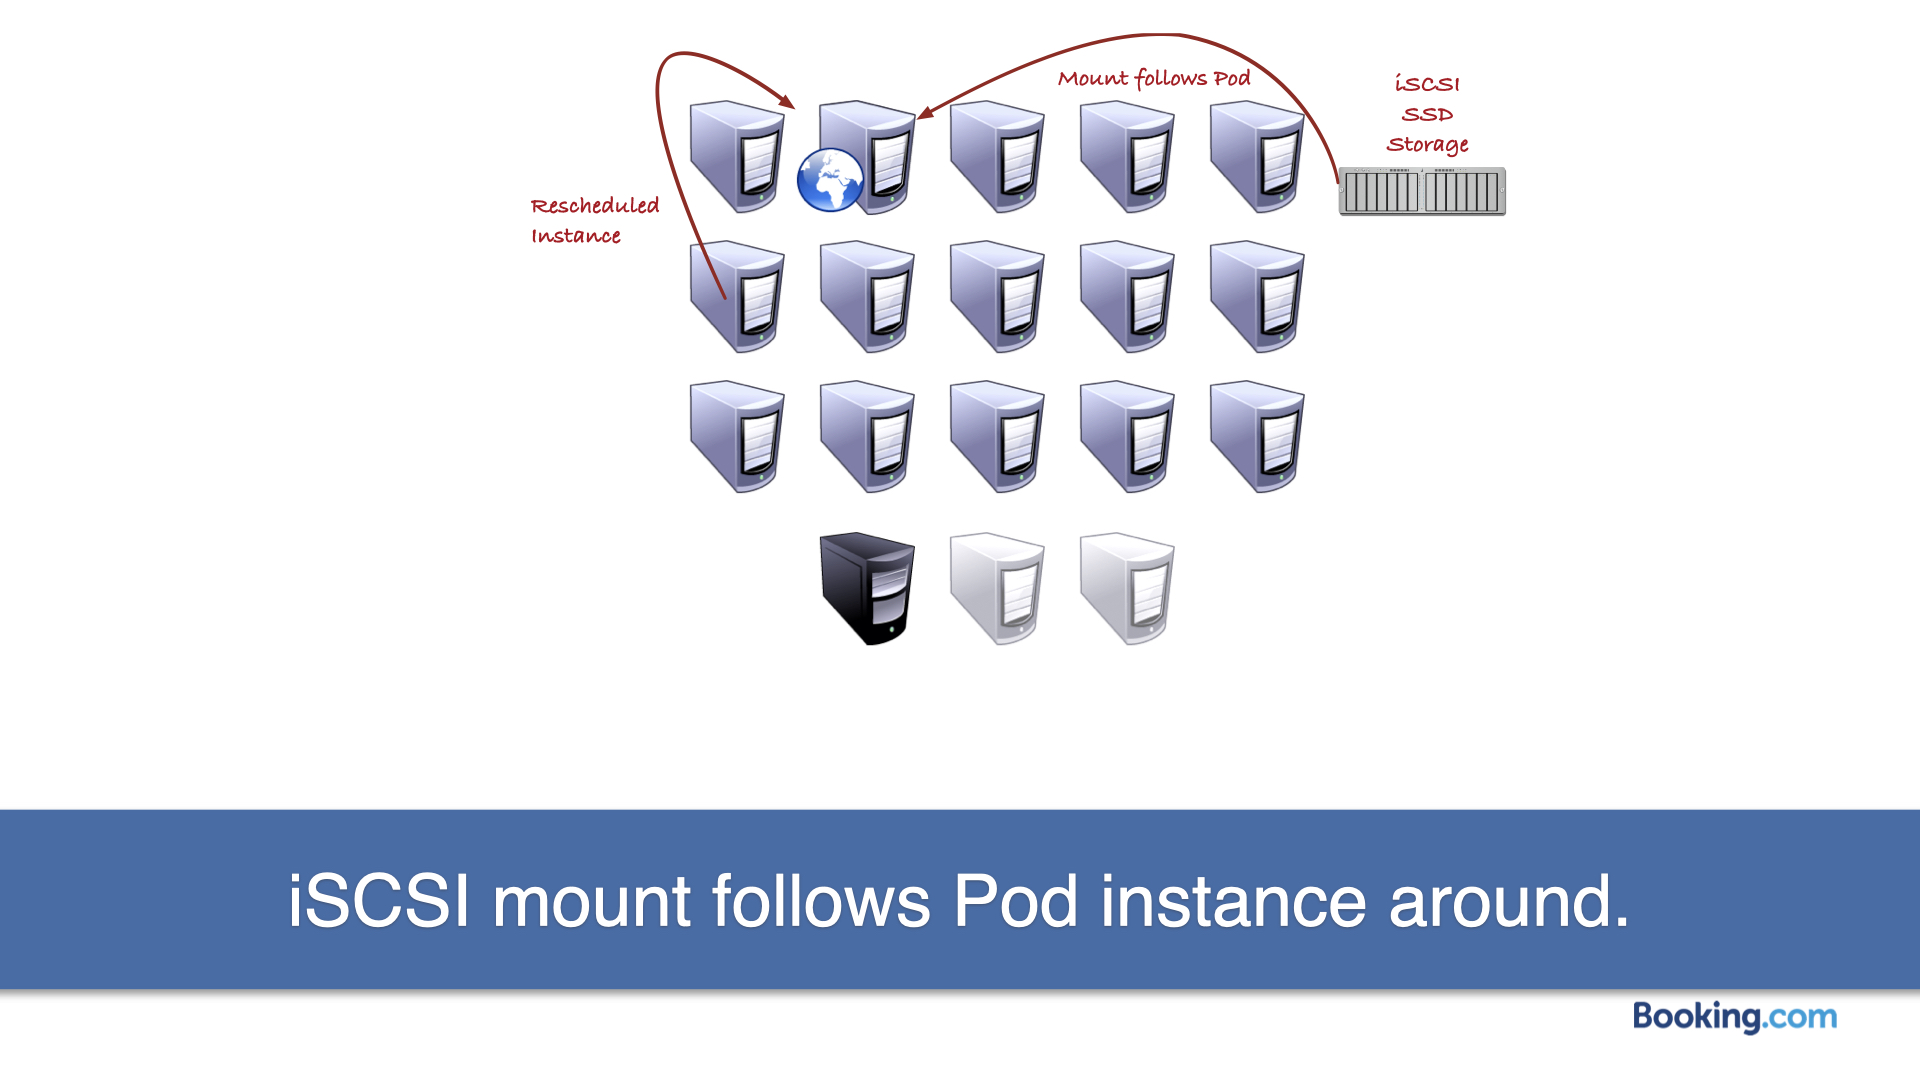 Mount follows Pod
iSCSI
SSD
Storage
Rescheduled
Instance
iSCSI mount follows Pod instance around.
Booking.com